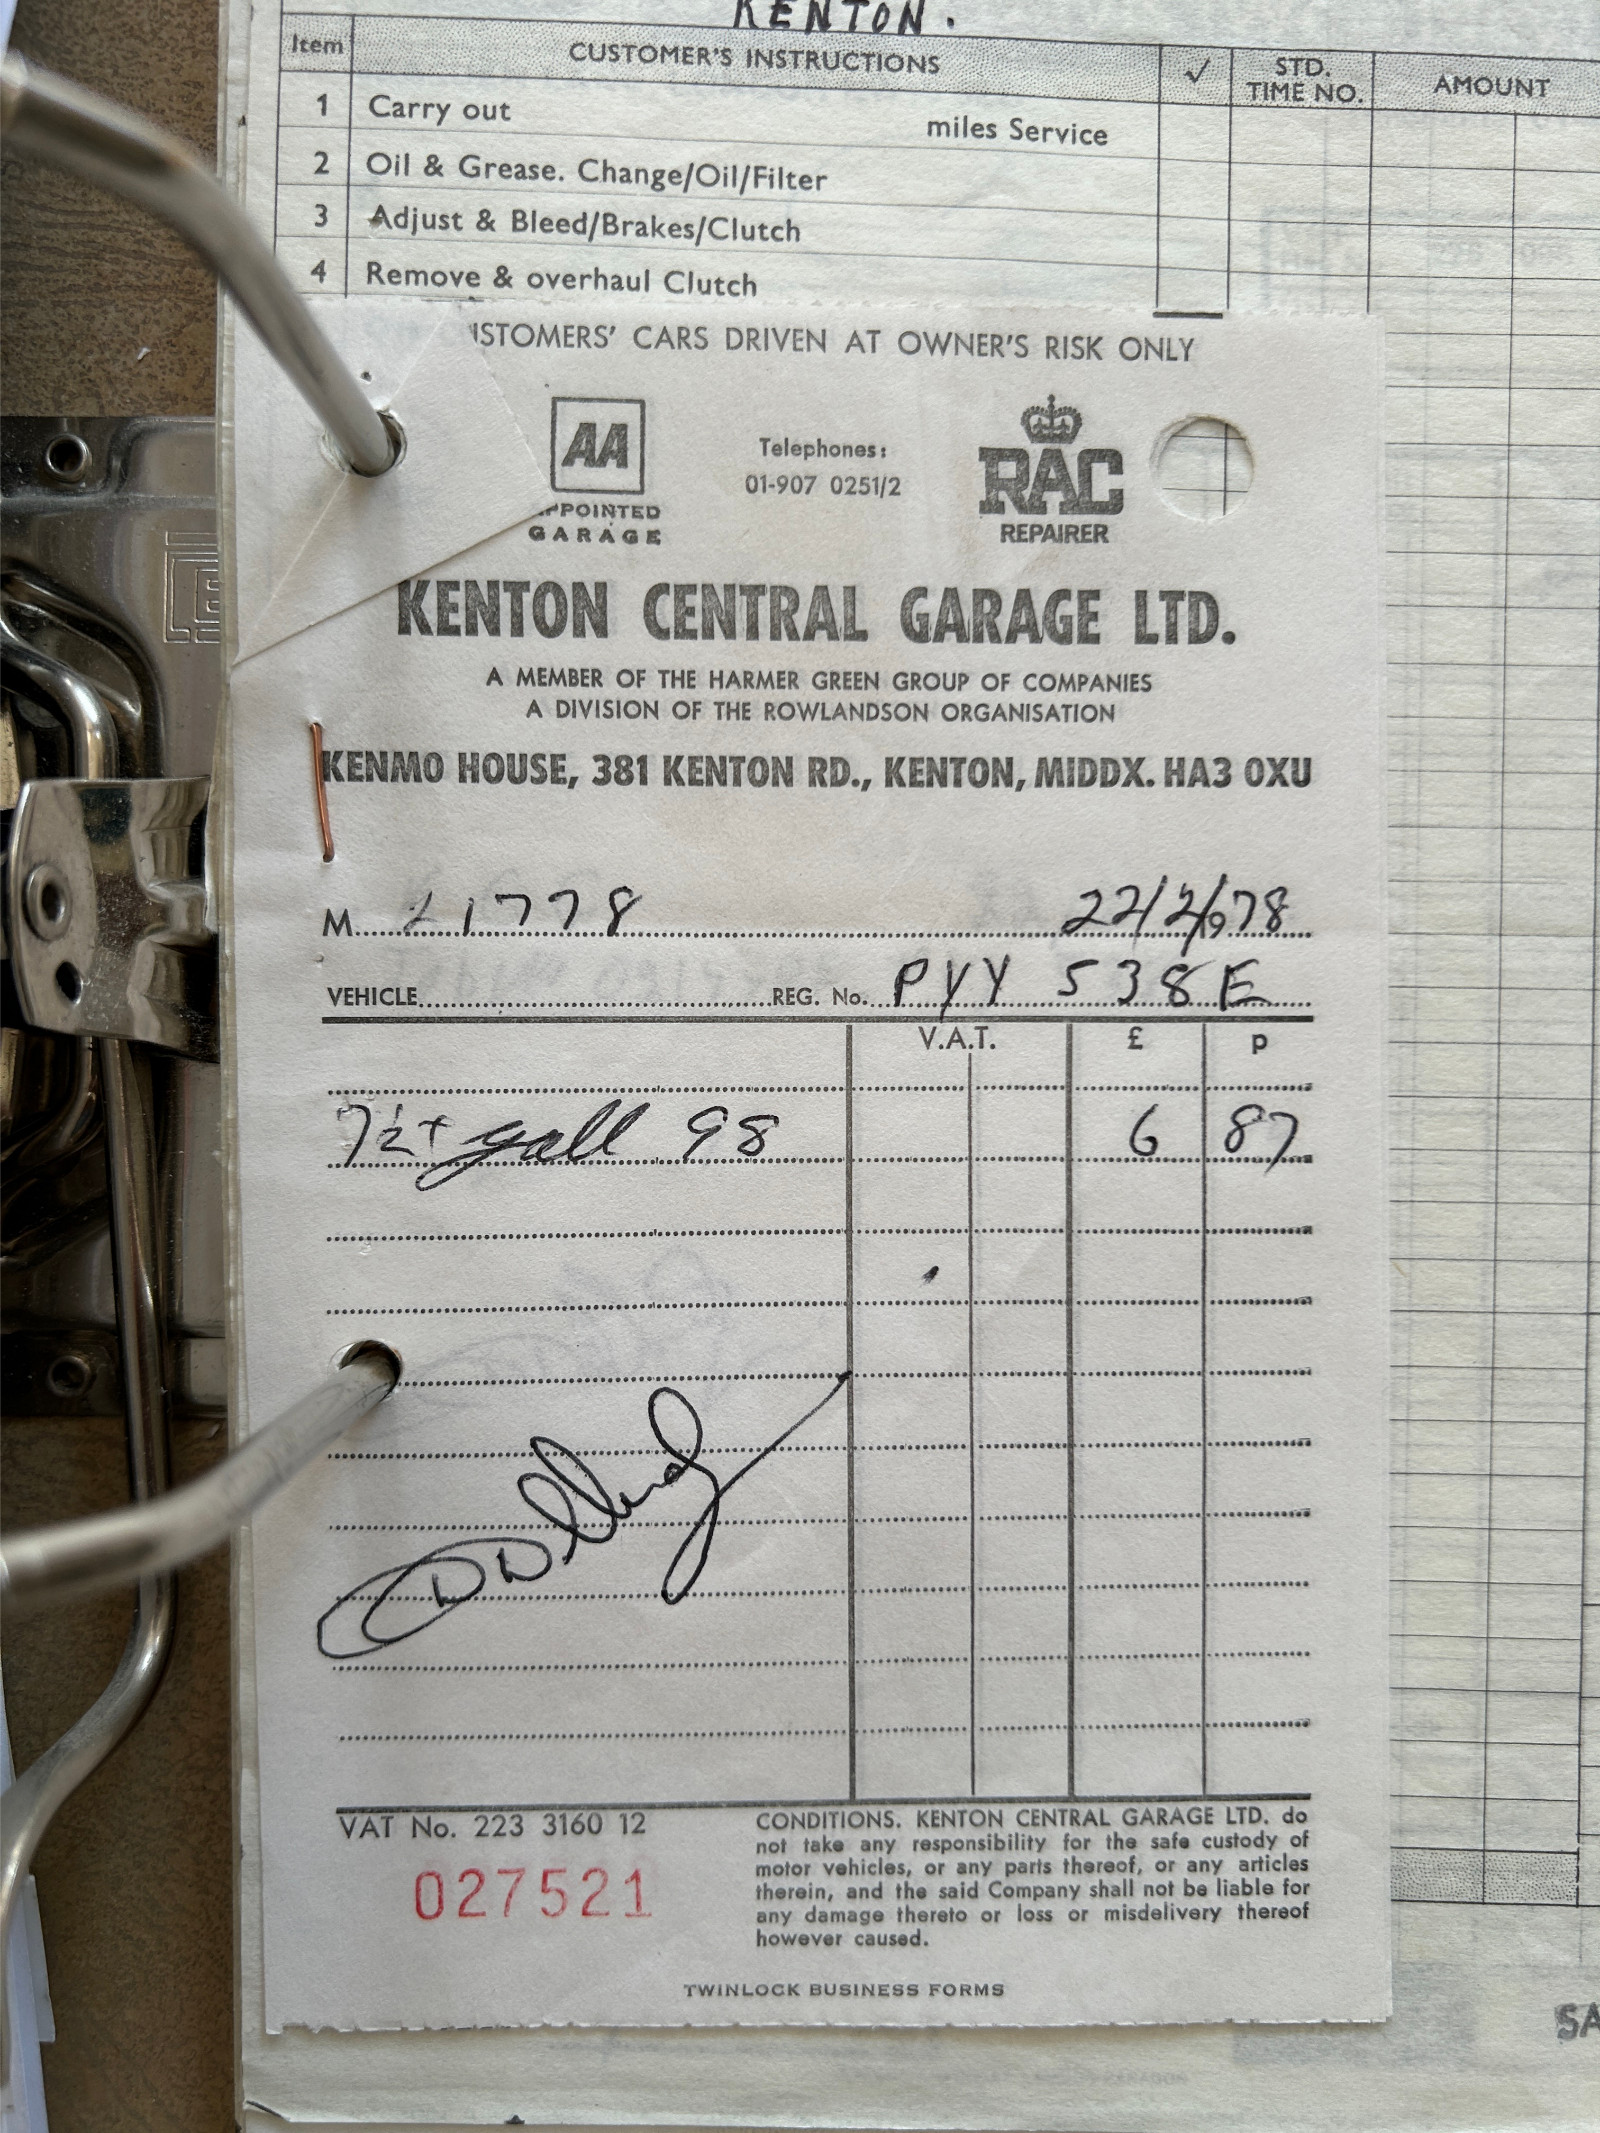 KENTON.
Item CUSTOMER'S INSTRUCTIONS ✓ STD. TIME NO. AMOUNT
1 Carry out miles Service
2 Oil & Grease. Change/Oil/Filter
3 Adjust & Bleed/Brakes/Clutch
4 Remove & overhaul Clutch
STOMERS' CARS DRIVEN AT OWNER'S RISK ONLY
AA
PPOINTED
GARAGE
Telephones:
01-907 0251/2
RAC
REPAIRER
KENTON CENTRAL GARAGE LTD.
A MEMBER OF THE HARMER GREEN GROUP OF COMPANIES
A DIVISION OF THE ROWLANDSON ORGANISATION
KENMO HOUSE, 381 KENTON RD., KENTON, MIDDX. HA3 0XU
M 21778 22/2/1978
VEHICLE REG. No. PYY 538E
V.A.T. £ p
7½+ gall 98 6 87
VAT No. 223 3160 12
027521
CONDITIONS. KENTON CENTRAL GARAGE LTD. do
not take any responsibility for the safe custody of
motor vehicles, or any parts thereof, or any articles
therein, and the said Company shall not be liable for
any damage thereto or loss or misdelivery thereof
however caused.
TWINLOCK BUSINESS FORMS
SA